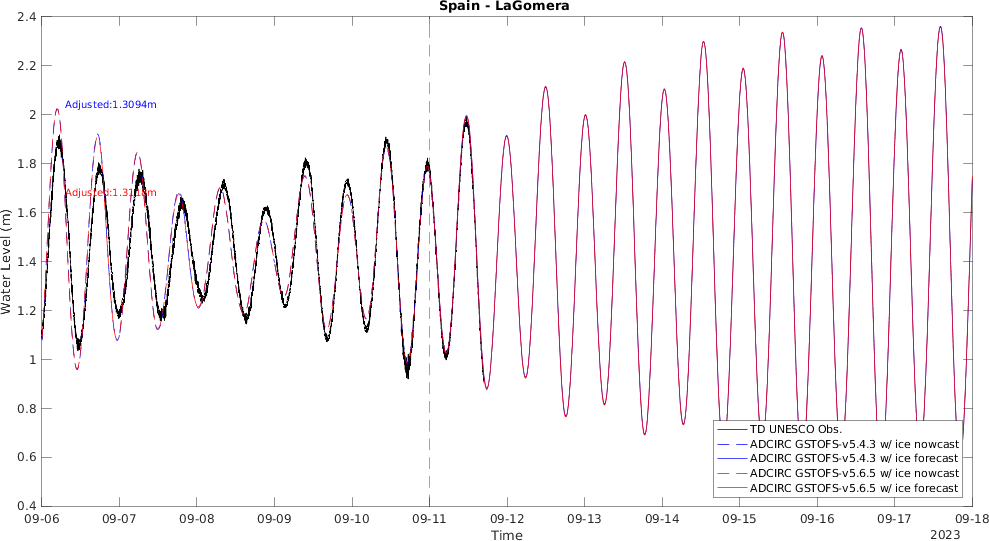 Spain - LaGomera
2.4
2.2
2
1.8
1.6
1.4
1.2
1
0.8
0.6
0.4
Water Level (m)
Adjusted:1.3094m
TD UNESCO Obs.
ADCIRC GSTOFS-v5.4.3 w/ ice nowcast
ADCIRC GSTOFS-v5.4.3 w/ ice forecast
ADCIRC GSTOFS-v5.6.5 w/ ice nowcast
ADCIRC GSTOFS-v5.6.5 w/ ice forecast
09-06 09-07 09-08 09-09 09-10 09-11 09-12 09-13 09-14 09-15 09-16 09-17 09-18
Time
2023